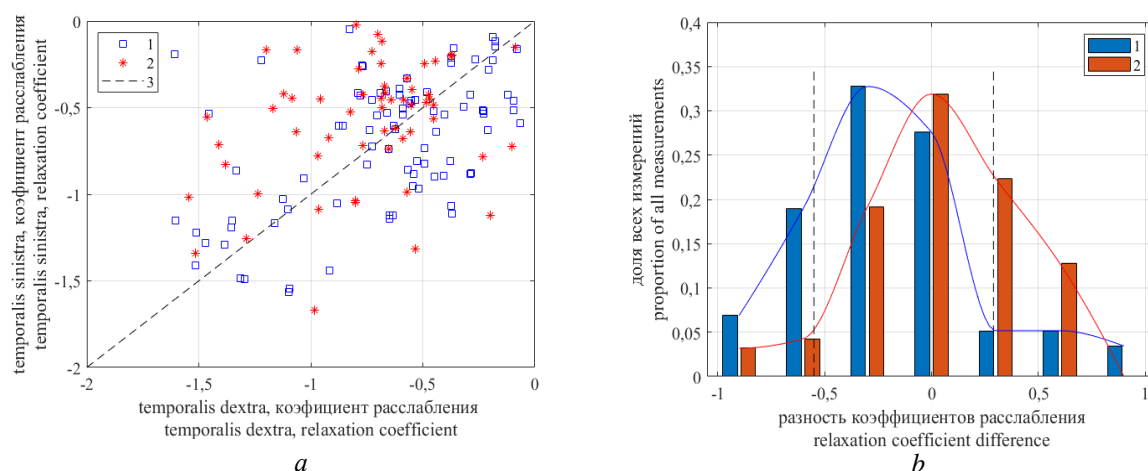 temporalis sinistra, коэфициент расслабления
temporalis sinistra, relaxation coefficient
0
-0,5
-1
-1,5
-2
1
2
3
-2
-1,5
-1
-0,5
0
temporalis dextra, коэфициент расслабления
temporalis dextra, relaxation coefficient
a
доля всех измерений
proportion of all measurements
0,4
0,35
0,3
0,25
0,2
0,15
0,1
0,05
0
1
2
-1
-0,5
0
0,5
1
разность коэффициентов расслабления
relaxation coefficient difference
b